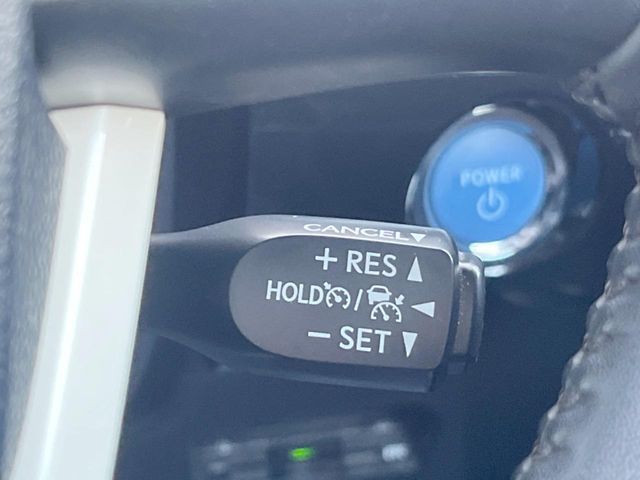 POWER
CANCEL▼
+ RES ▲
HOLD / ◀
− SET ▼